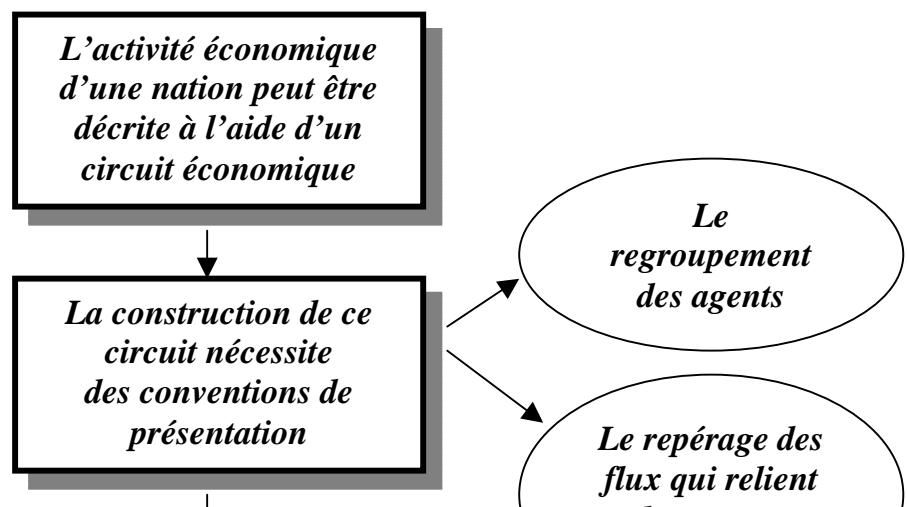 L’activité économique
d’une nation peut être
décrite à l’aide d’un
circuit économique
Le
regroupement
des agents
La construction de ce
circuit nécessite
des conventions de
présentation
Le repérage des
flux qui relient